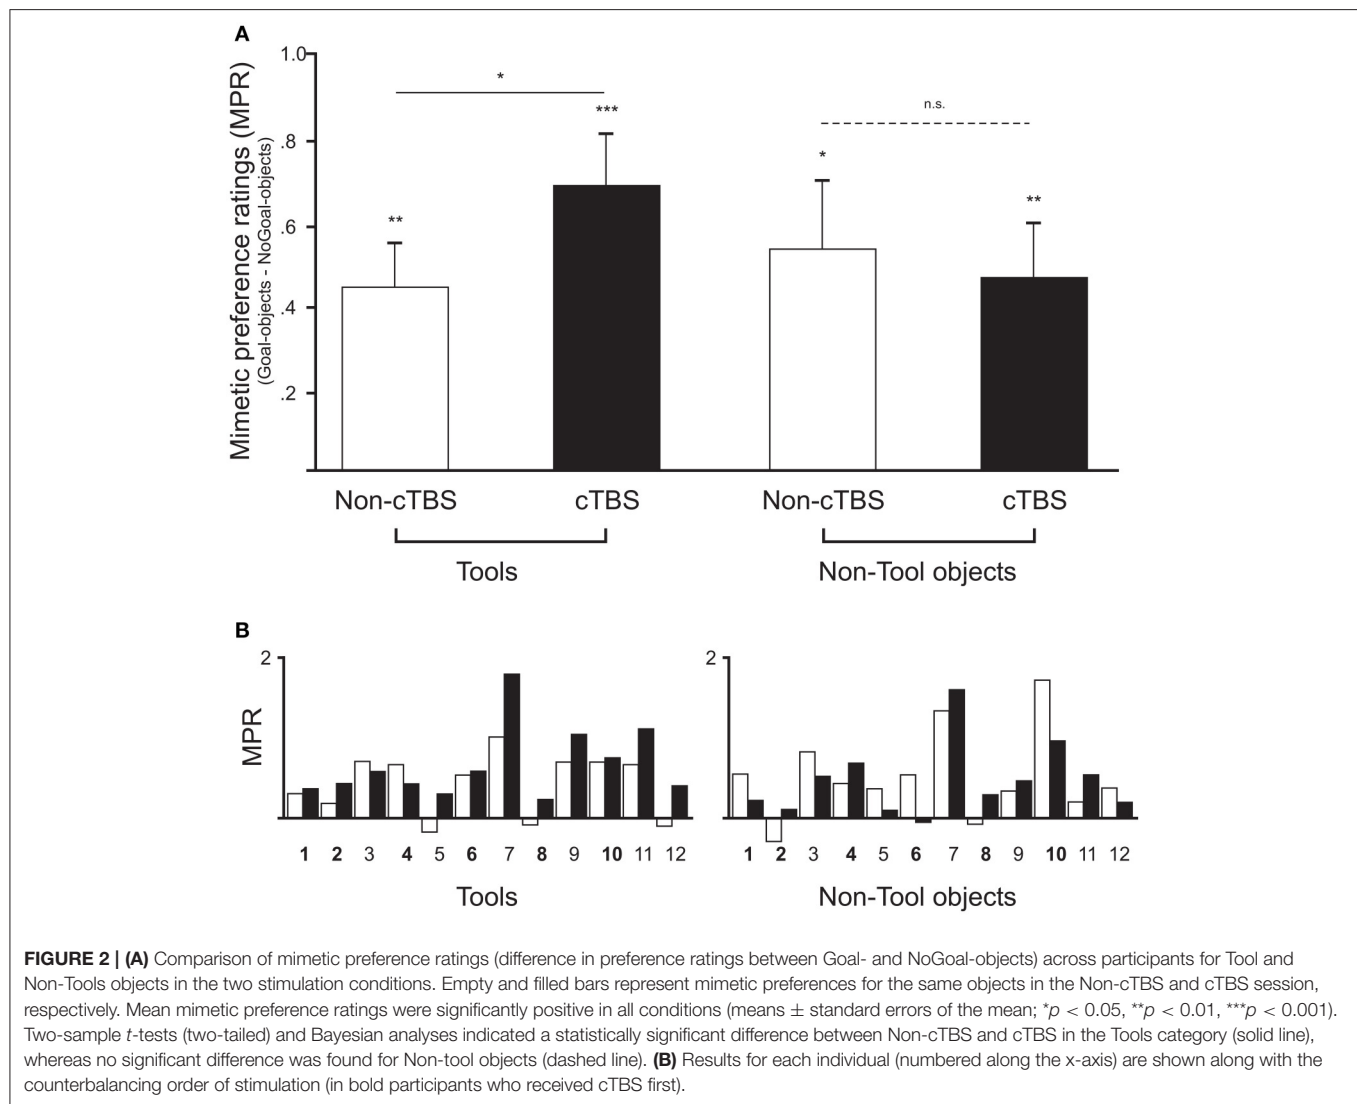 A
Mimetic preference ratings (MPR)
(Goal-objects - NoGoal-objects)
1.0
.8
.6
.4
.2
*
***
**
n.s.
*
**
Non-cTBS
cTBS
Non-cTBS
cTBS
Tools
Non-Tool objects
B
MPR
2
1 2 3 4 5 6 7 8 9 10 11 12
Tools
2
1 2 3 4 5 6 7 8 9 10 11 12
Non-Tool objects
FIGURE 2 | (A) Comparison of mimetic preference ratings (difference in preference ratings between Goal- and NoGoal-objects) across participants for Tool and
Non-Tools objects in the two stimulation conditions. Empty and filled bars represent mimetic preferences for the same objects in the Non-cTBS and cTBS session,
respectively. Mean mimetic preference ratings were significantly positive in all conditions (means ± standard errors of the mean; *p < 0.05, **p < 0.01, ***p < 0.001).
Two-sample t-tests (two-tailed) and Bayesian analyses indicated a statistically significant difference between Non-cTBS and cTBS in the Tools category (solid line),
whereas no significant difference was found for Non-tool objects (dashed line). (B) Results for each individual (numbered along the x-axis) are shown along with the
counterbalancing order of stimulation (in bold participants who received cTBS first).